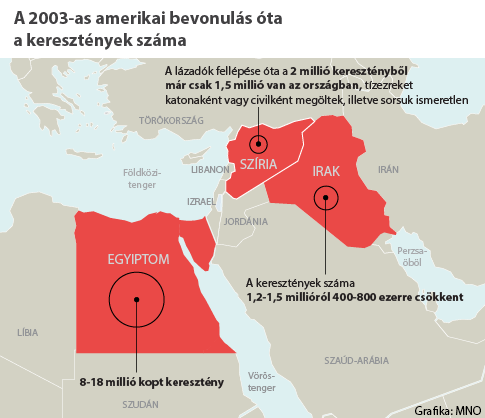 A 2003-as amerikai bevonulás óta
a keresztények száma
A lázadók fellépése óta a 2 millió keresztényből
már csak 1,5 millió van az országban, tízezreket
katonaként vagy civilként megöltek, illetve sorsuk ismeretlen
TÖRÖKORSZÁG
Földközi-
tenger
LIBANON
SZÍRIA
IRAK
IRÁN
IZRAEL
JORDÁNIA
EGYIPTOM
Perzsa-
öböl
A keresztények száma
1,2-1,5 millióról 400-800 ezerre csökkent
LÍBIA
SZAÚD-ARÁBIA
8-18 millió kopt keresztény
Vörös-
tenger
SZUDÁN
Grafika: MNO